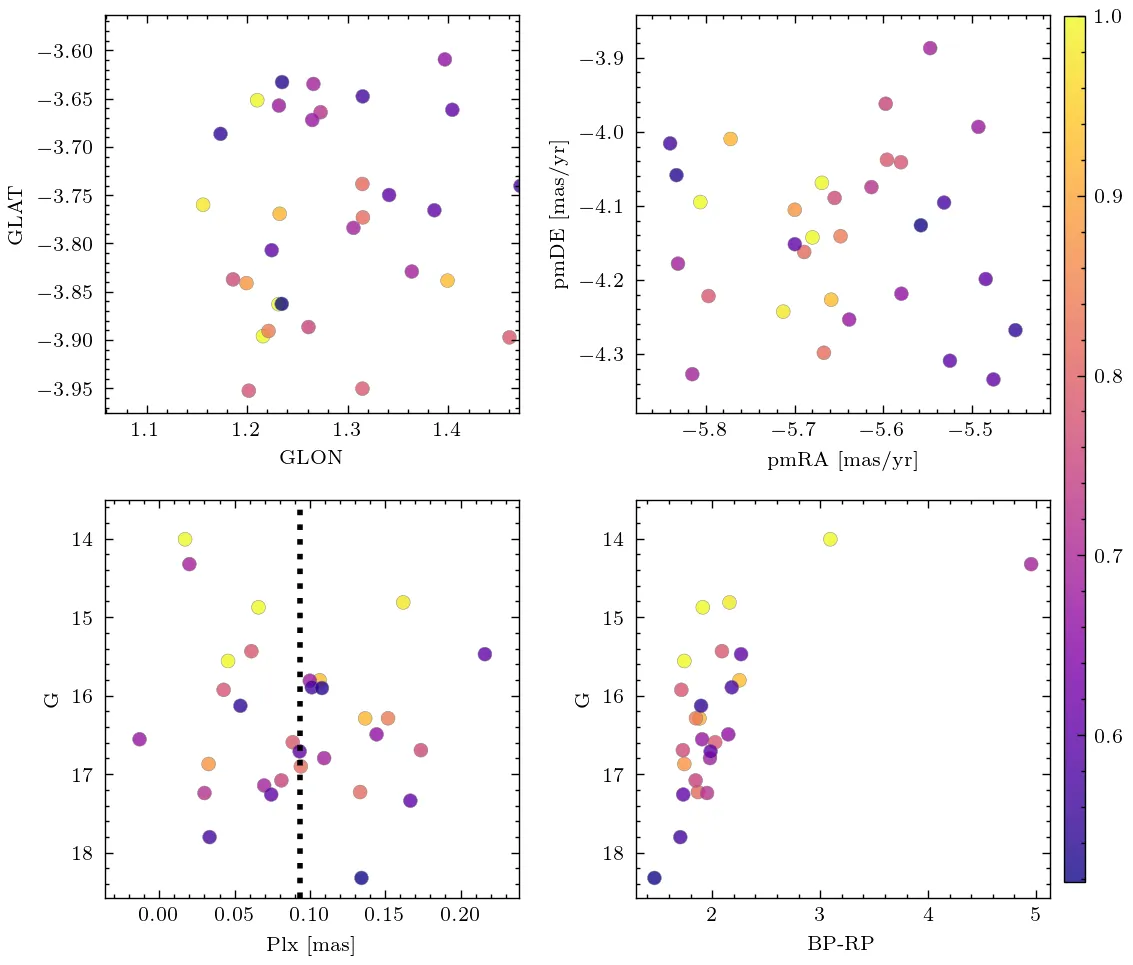 −3.60
−3.65
−3.70
−3.75
−3.80
−3.85
−3.90
−3.95
GLAT
1.1 1.2 1.3 1.4
GLON
−3.9
−4.0
−4.1
−4.2
−4.3
pmDE [mas/yr]
−5.8 −5.7 −5.6 −5.5
pmRA [mas/yr]
14
15
16
17
18
G
0.00 0.05 0.10 0.15 0.20
Plx [mas]
14
15
16
17
18
G
2 3 4 5
BP-RP
1.0
0.9
0.8
0.7
0.6